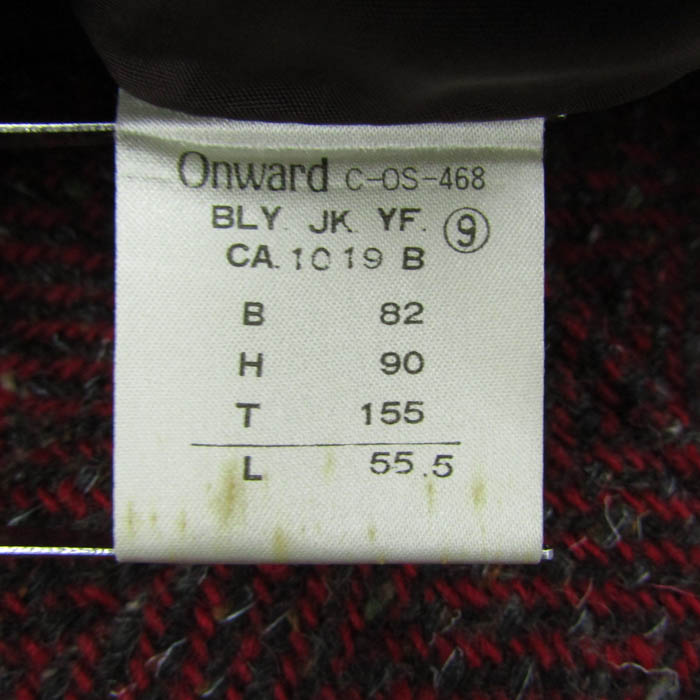 Onward C-OS-468
BLY. JK. YF. ⑨
CA. 1019 B
B 82
H 90
T 155
L 55.5